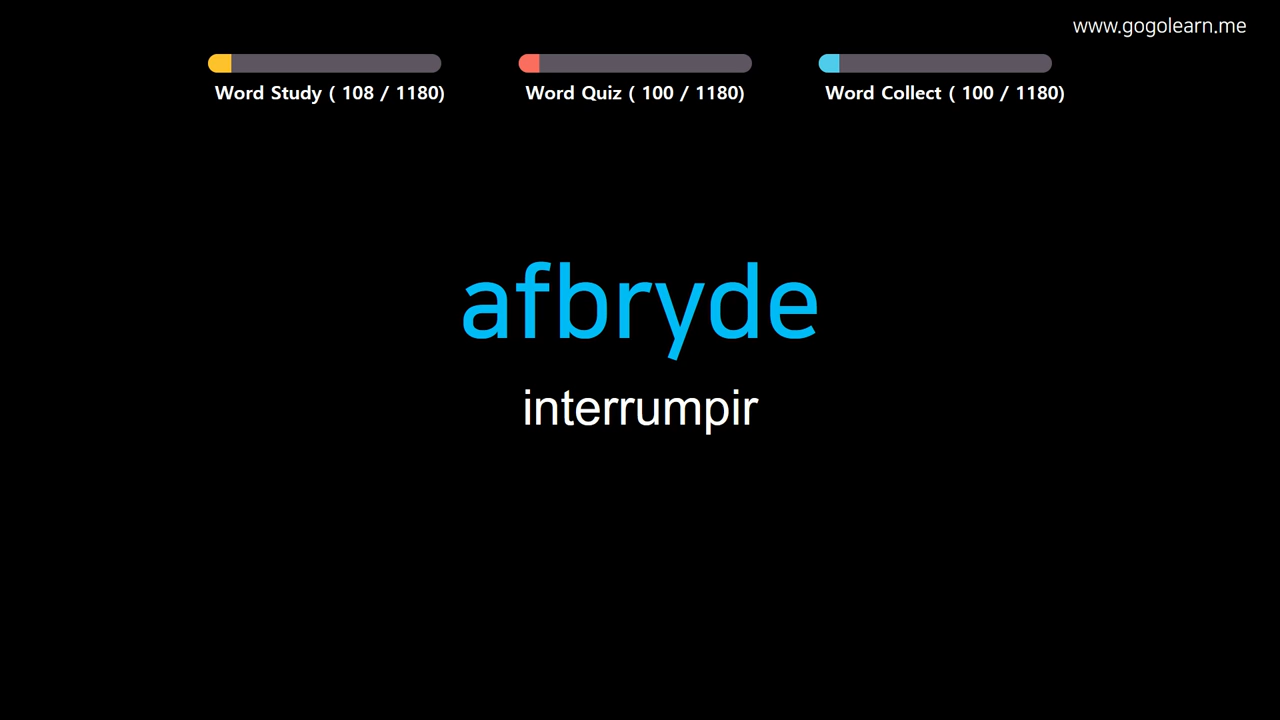 www.gogolearn.me
Word Study ( 108 / 1180)
Word Quiz ( 100 / 1180)
Word Collect ( 100 / 1180)
afbryde
interrumpir